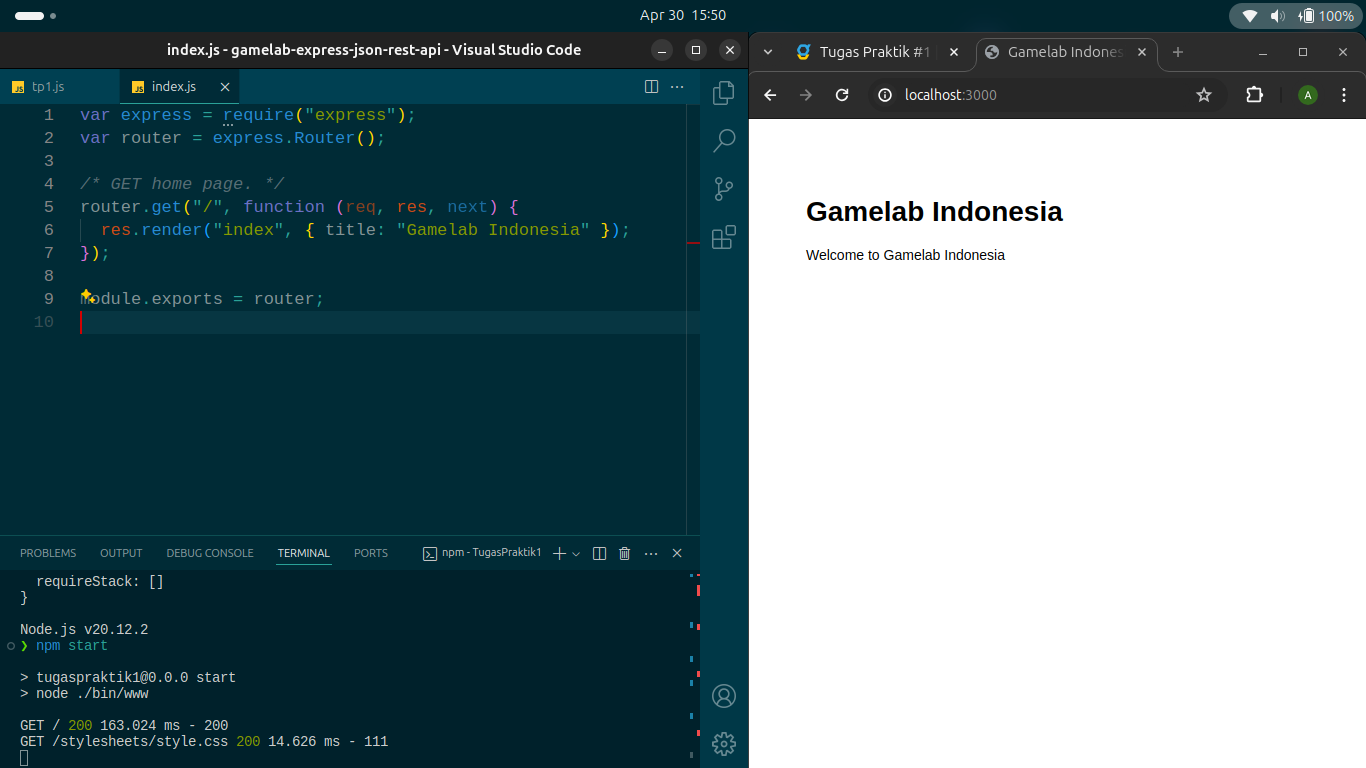 Apr 30 15:50
100%
index.js - gamelab-express-json-rest-api - Visual Studio Code
tp1.js
index.js
1 var express = require("express");
2 var router = express.Router();
3
4 /* GET home page. */
5 router.get("/", function (req, res, next) {
6 res.render("index", { title: "Gamelab Indonesia" });
7 });
8
9 module.exports = router;
10
PROBLEMS OUTPUT DEBUG CONSOLE TERMINAL PORTS npm - TugasPraktik1
requireStack: []
}
Node.js v20.12.2
❯ npm start
> tugaspraktik1@0.0.0 start
> node ./bin/www
GET / 200 163.024 ms - 200
GET /stylesheets/style.css 200 14.626 ms - 111
Tugas Praktik #1
Gamelab Indones
localhost:3000
A
Gamelab Indonesia
Welcome to Gamelab Indonesia